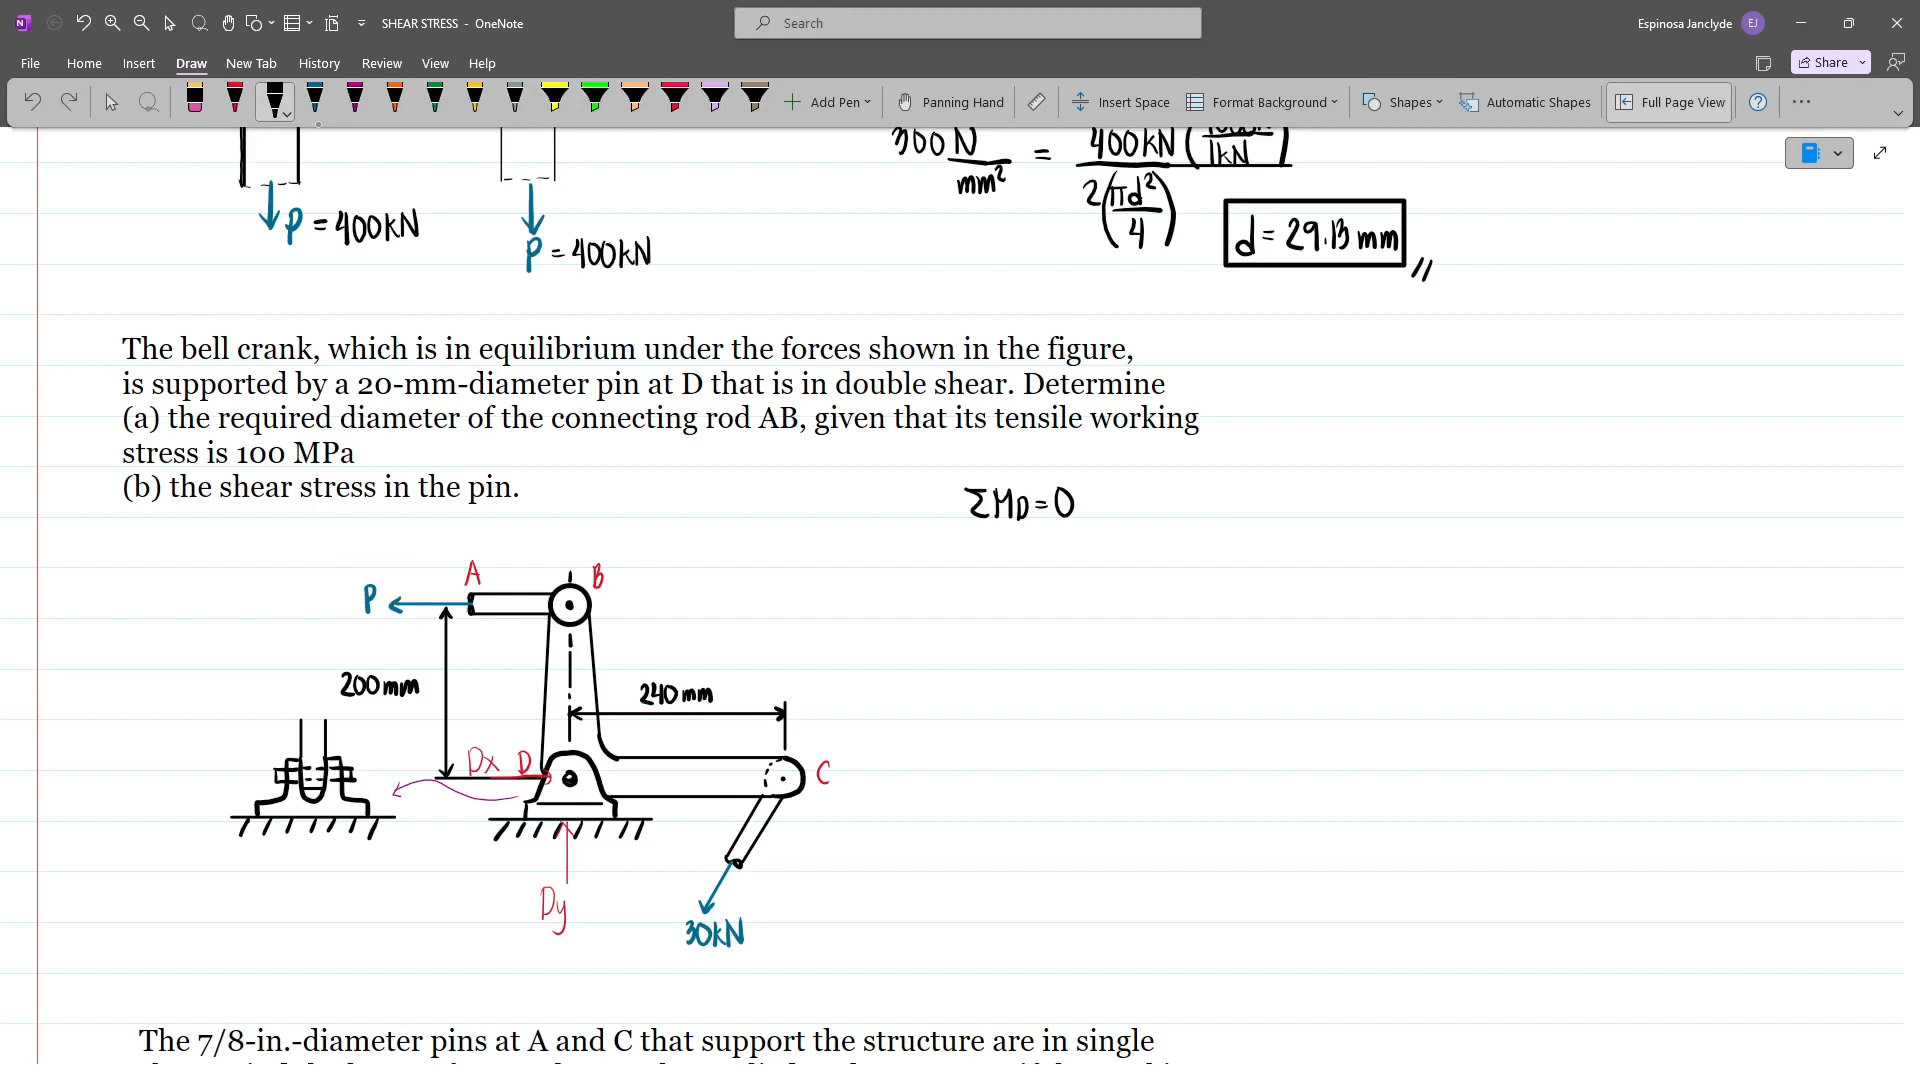 SHEAR STRESS - OneNote
Search
Espinosa Janclyde
EJ
File Home Insert Draw New Tab History Review View Help
Share
Add Pen
Panning Hand
Insert Space
Format Background
Shapes
Automatic Shapes
Full Page View
P = 400kN
P = 400kN
300 N/mm² = 400kN ( /1kN) / 2(πd²/4)
d = 29.13 mm
The bell crank, which is in equilibrium under the forces shown in the figure,
is supported by a 20-mm-diameter pin at D that is in double shear. Determine
(a) the required diameter of the connecting rod AB, given that its tensile working
stress is 100 MPa
(b) the shear stress in the pin.
ΣMD = 0
A
B
P
200mm
240mm
Dx D
C
Dy
30kN
The 7/8-in.-diameter pins at A and C that support the structure are in single